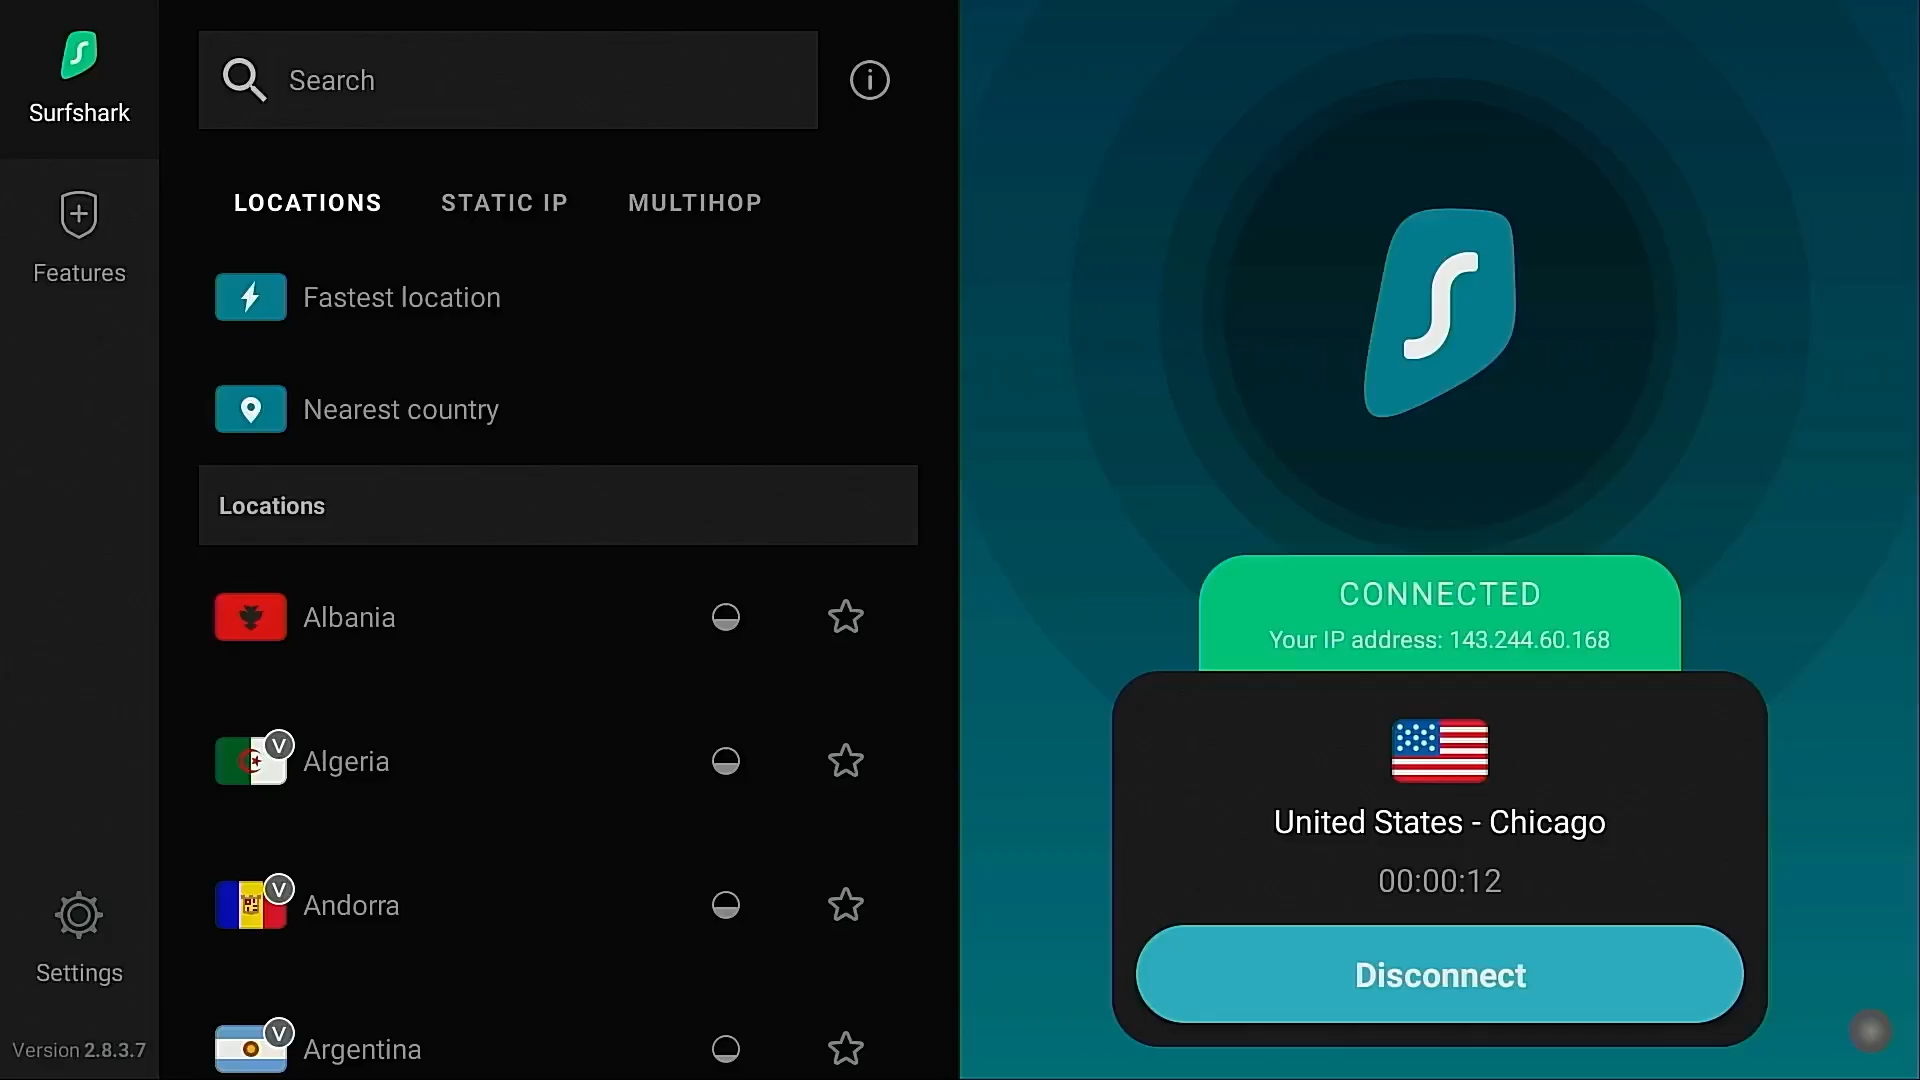 Surfshark
Features
Settings
Version 2.8.3.7
Search
LOCATIONS STATIC IP MULTIHOP
Fastest location
Nearest country
Locations
Albania
V
Algeria
V
Andorra
V
Argentina
CONNECTED
Your IP address: 143.244.60.168
United States - Chicago
00:00:12
Disconnect